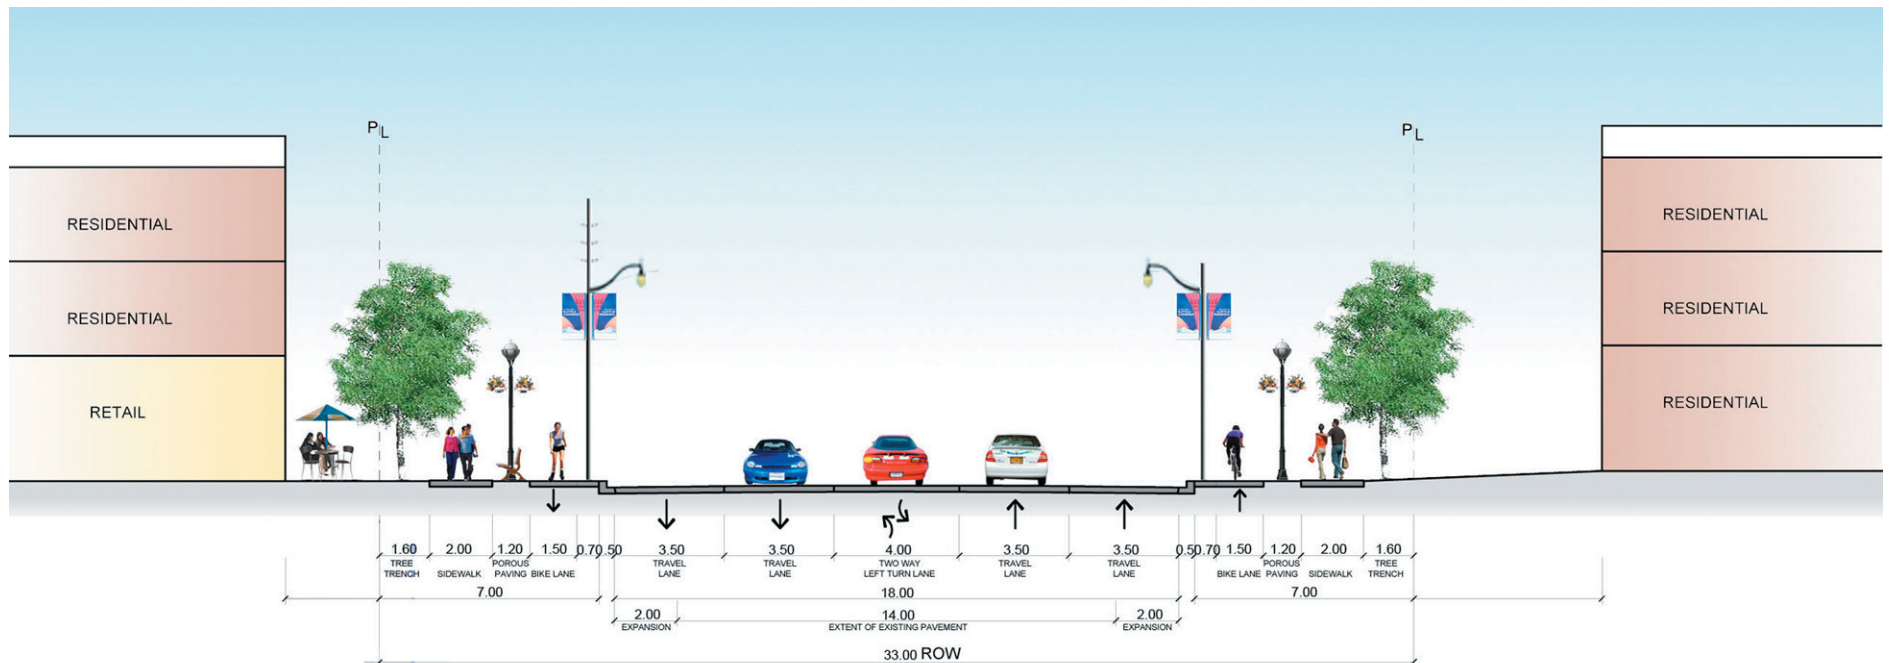 P L
P L
RESIDENTIAL
RESIDENTIAL
RETAIL
RESIDENTIAL
RESIDENTIAL
RESIDENTIAL
1.60 2.00 1.20 1.50 0.70 .50 3.50 3.50 4.00 3.50 3.50 0.50 .70 1.50 1.20 2.00 1.60
TREE TRENCH
SIDEWALK
POROUS PAVING
BIKE LANE
TRAVEL LANE
TRAVEL LANE
TWO WAY LEFT TURN LANE
TRAVEL LANE
TRAVEL LANE
BIKE LANE
POROUS PAVING
SIDEWALK
TREE TRENCH
7.00 18.00 7.00
2.00 14.00 2.00
EXPANSION EXTENT OF EXISTING PAVEMENT EXPANSION
33.00 ROW